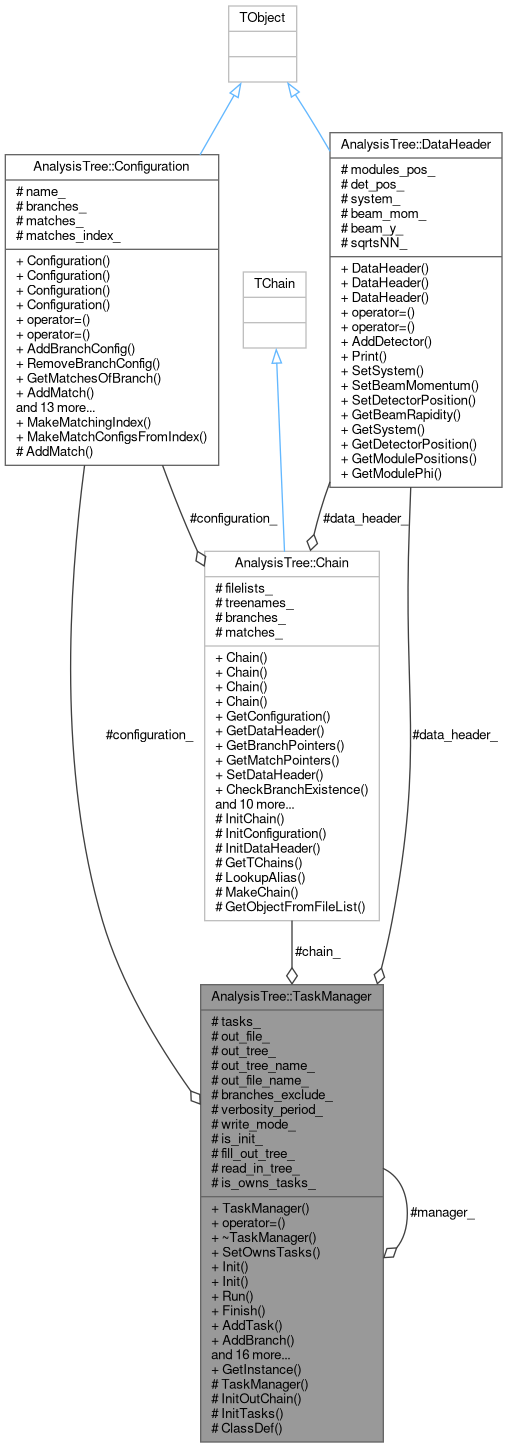 TObject
AnalysisTree::Configuration
# name_
# branches_
# matches_
# matches_index_
+ Configuration()
+ Configuration()
+ Configuration()
+ Configuration()
+ operator=()
+ operator=()
+ AddBranchConfig()
+ RemoveBranchConfig()
+ GetMatchesOfBranch()
+ AddMatch()
and 13 more...
+ MakeMatchingIndex()
+ MakeMatchConfigsFromIndex()
# AddMatch()
AnalysisTree::DataHeader
# modules_pos_
# det_pos_
# system_
# beam_mom_
# beam_y_
# sqrtsNN_
+ DataHeader()
+ DataHeader()
+ DataHeader()
+ operator=()
+ operator=()
+ AddDetector()
+ Print()
+ SetSystem()
+ SetBeamMomentum()
+ SetDetectorPosition()
+ GetBeamRapidity()
+ GetSystem()
+ GetDetectorPosition()
+ GetModulePositions()
+ GetModulePhi()
TChain
#configuration_
#data_header_
AnalysisTree::Chain
# filelists_
# treenames_
# branches_
# matches_
+ Chain()
+ Chain()
+ Chain()
+ Chain()
+ GetConfiguration()
+ GetDataHeader()
+ GetBranchPointers()
+ GetMatchPointers()
+ SetDataHeader()
+ CheckBranchExistence()
and 10 more...
# InitChain()
# InitConfiguration()
# InitDataHeader()
# GetTChains()
# LookupAlias()
# MakeChain()
# GetObjectFromFileList()
#configuration_
#data_header_
#chain_
AnalysisTree::TaskManager
# tasks_
# out_file_
# out_tree_
# out_tree_name_
# out_file_name_
# branches_exclude_
# verbosity_period_
# write_mode_
# is_init_
# fill_out_tree_
# read_in_tree_
# is_owns_tasks_
+ TaskManager()
+ operator=()
+ ~TaskManager()
+ SetOwnsTasks()
+ Init()
+ Init()
+ Run()
+ Finish()
+ AddTask()
+ AddBranch()
and 16 more...
+ GetInstance()
# TaskManager()
# InitOutChain()
# InitTasks()
# ClassDef()
#manager_